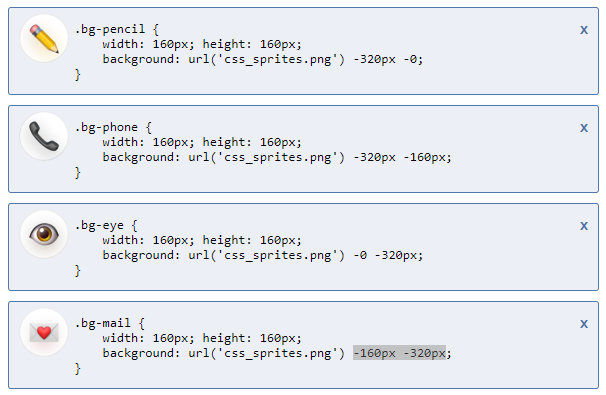 .bg-pencil {
    width: 160px; height: 160px;
    background: url('css_sprites.png') -320px -0;
}
x
.bg-phone {
    width: 160px; height: 160px;
    background: url('css_sprites.png') -320px -160px;
}
x
.bg-eye {
    width: 160px; height: 160px;
    background: url('css_sprites.png') -0 -320px;
}
x
.bg-mail {
    width: 160px; height: 160px;
    background: url('css_sprites.png') -160px -320px;
}
x